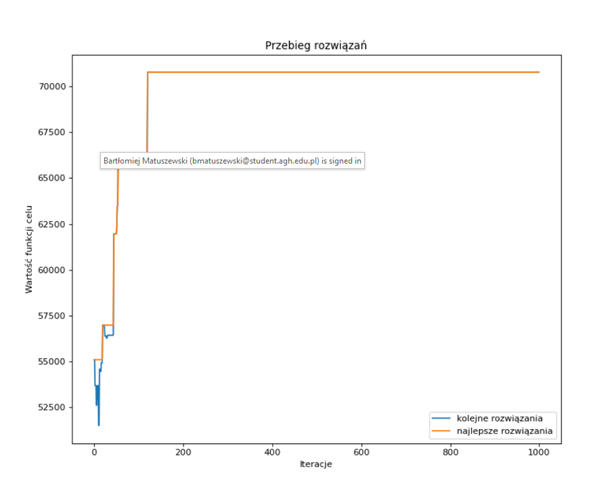 Przebieg rozwiązań
70000
67500
Bartłomiej Matuszewski (bmatuszewski@student.agh.edu.pl) is signed in
65000
Wartość funkcji celu
62500
60000
57500
55000
52500
kolejne rozwiązania
najlepsze rozwiązania
0 200 400 600 800 1000
Iteracje